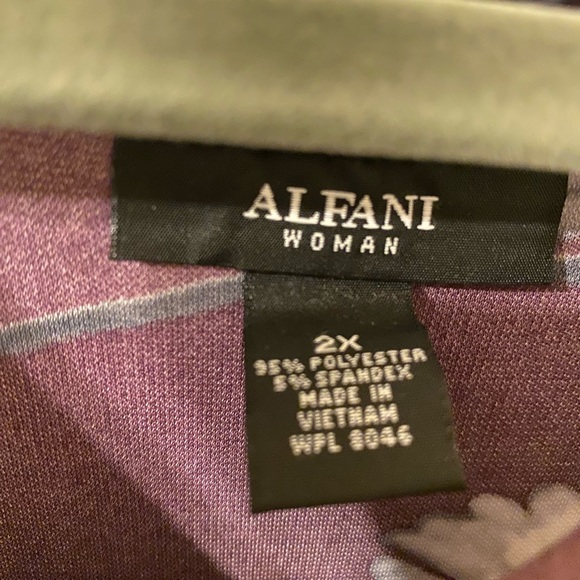 ALFANI
WOMAN
2X
95% POLYESTER
5% SPANDEX
MADE IN
VIETNAM
WPL 8046